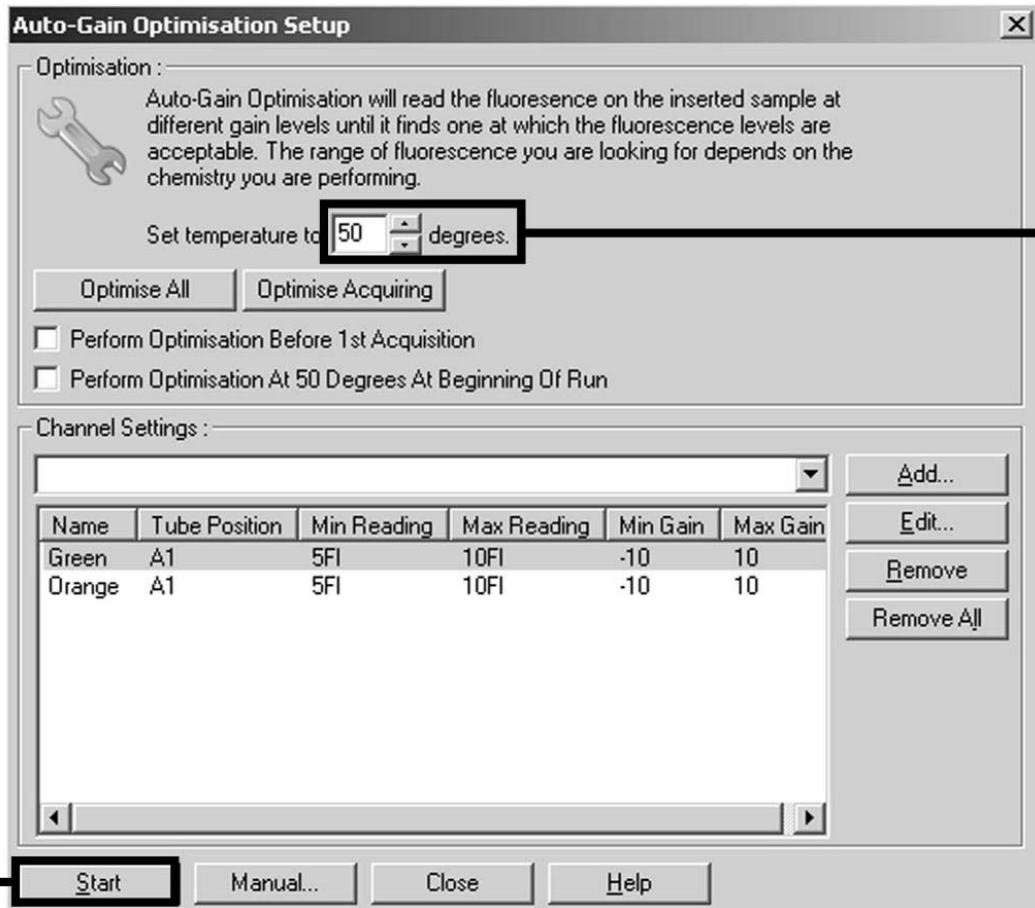 Auto-Gain Optimisation Setup
Optimisation :
Auto-Gain Optimisation will read the fluoresence on the inserted sample at
different gain levels until it finds one at which the fluorescence levels are
acceptable. The range of fluorescence you are looking for depends on the
chemistry you are performing.
Set temperature to 50 degrees.
Optimise All Optimise Acquiring
Perform Optimisation Before 1st Acquisition
Perform Optimisation At 50 Degrees At Beginning Of Run
Channel Settings :
Add...
Name Tube Position Min Reading Max Reading Min Gain Max Gain
Edit...
Green A1 5Fl 10Fl -10 10
Orange A1 5Fl 10Fl -10 10
Remove
Remove All
Start Manual... Close Help